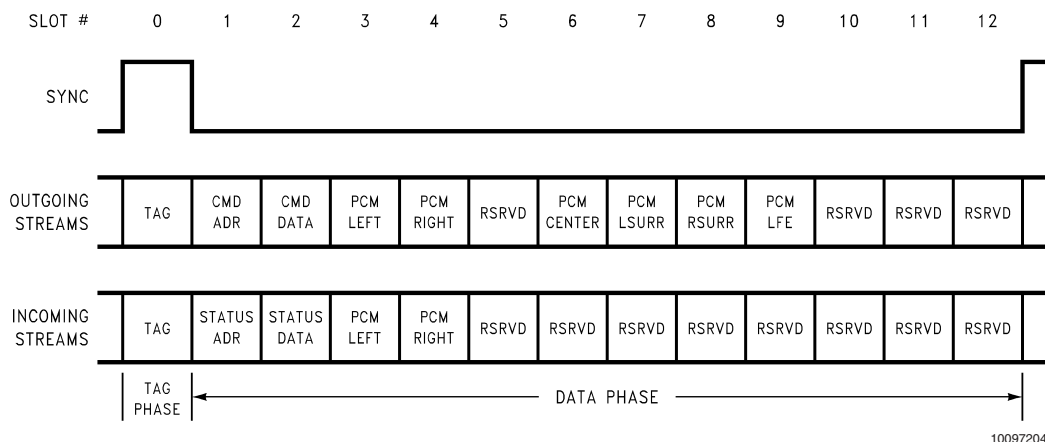 SLOT # 0 1 2 3 4 5 6 7 8 9 10 11 12
SYNC
OUTGOING STREAMS
TAG
CMD ADR
CMD DATA
PCM LEFT
PCM RIGHT
RSRVD
PCM CENTER
PCM LSURR
PCM RSURR
PCM LFE
RSRVD
RSRVD
RSRVD
INCOMING STREAMS
TAG
STATUS ADR
STATUS DATA
PCM LEFT
PCM RIGHT
RSRVD
RSRVD
RSRVD
RSRVD
RSRVD
RSRVD
RSRVD
RSRVD
TAG PHASE
DATA PHASE
10097204